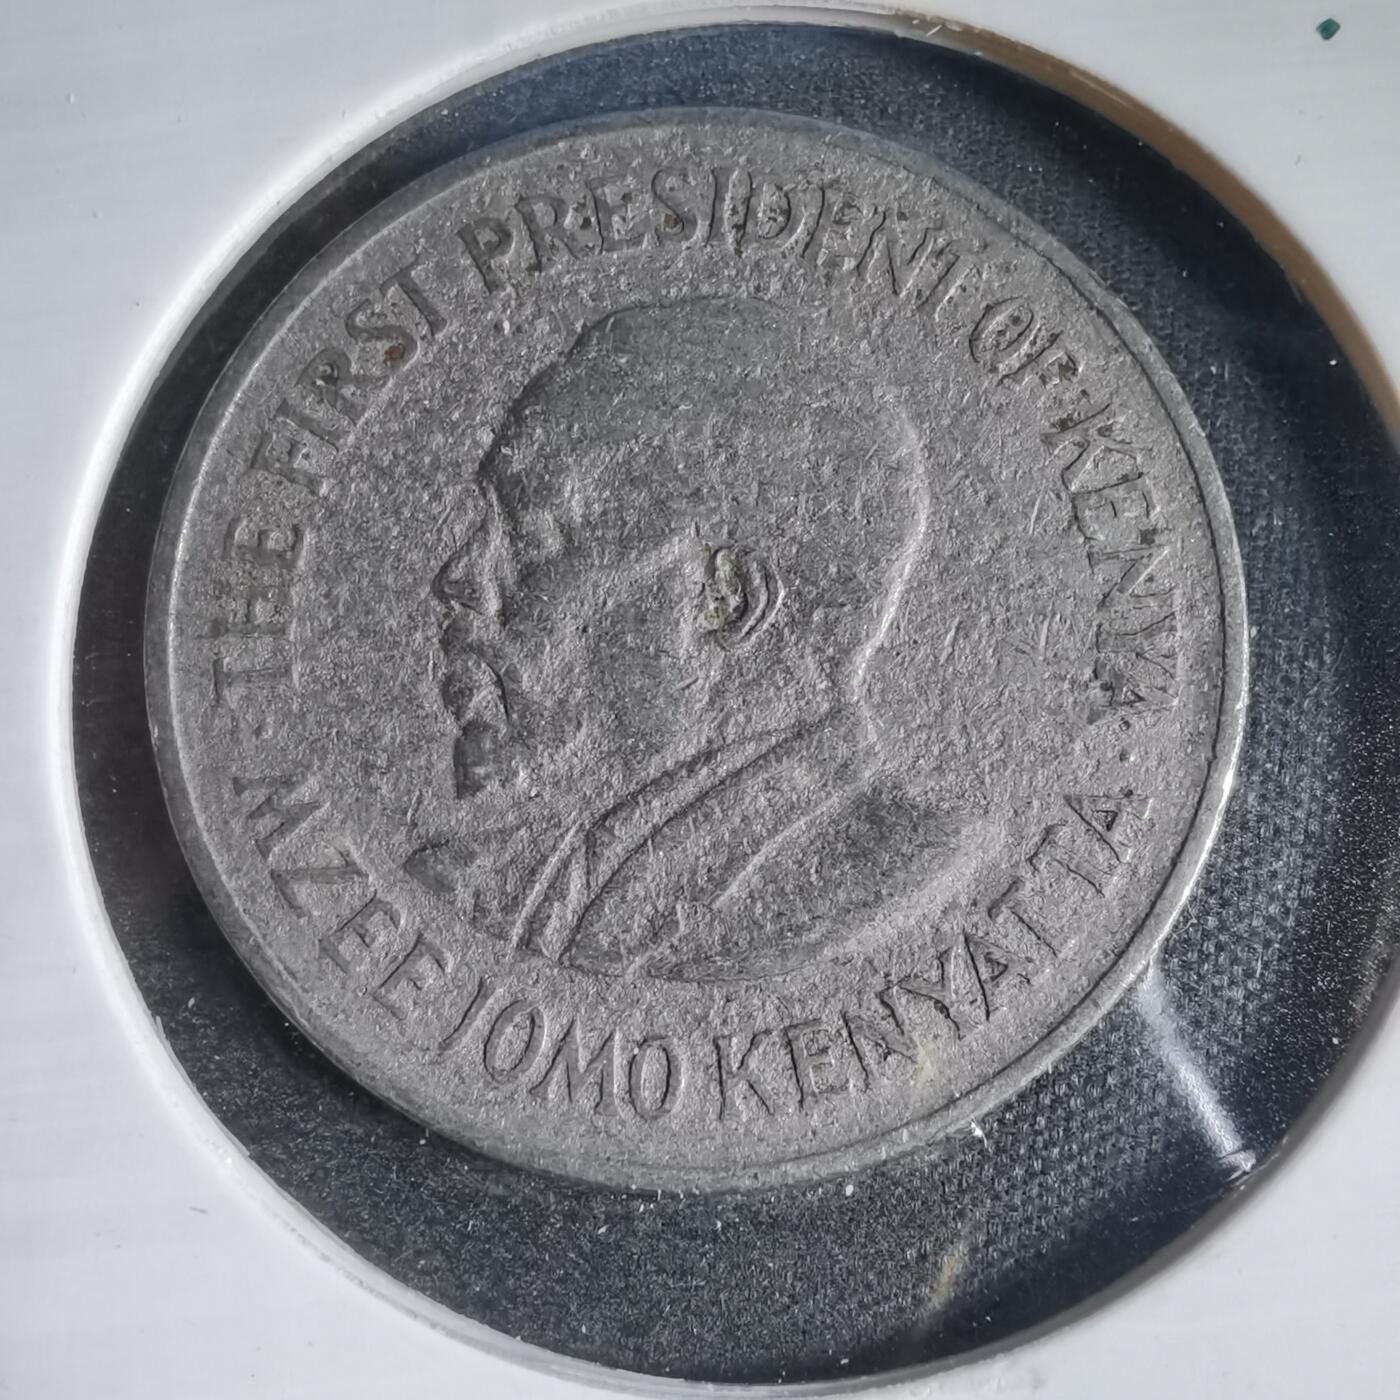 THE FIRST PRESIDENT OF KENYA
· MZEE JOMO KENYATTA ·